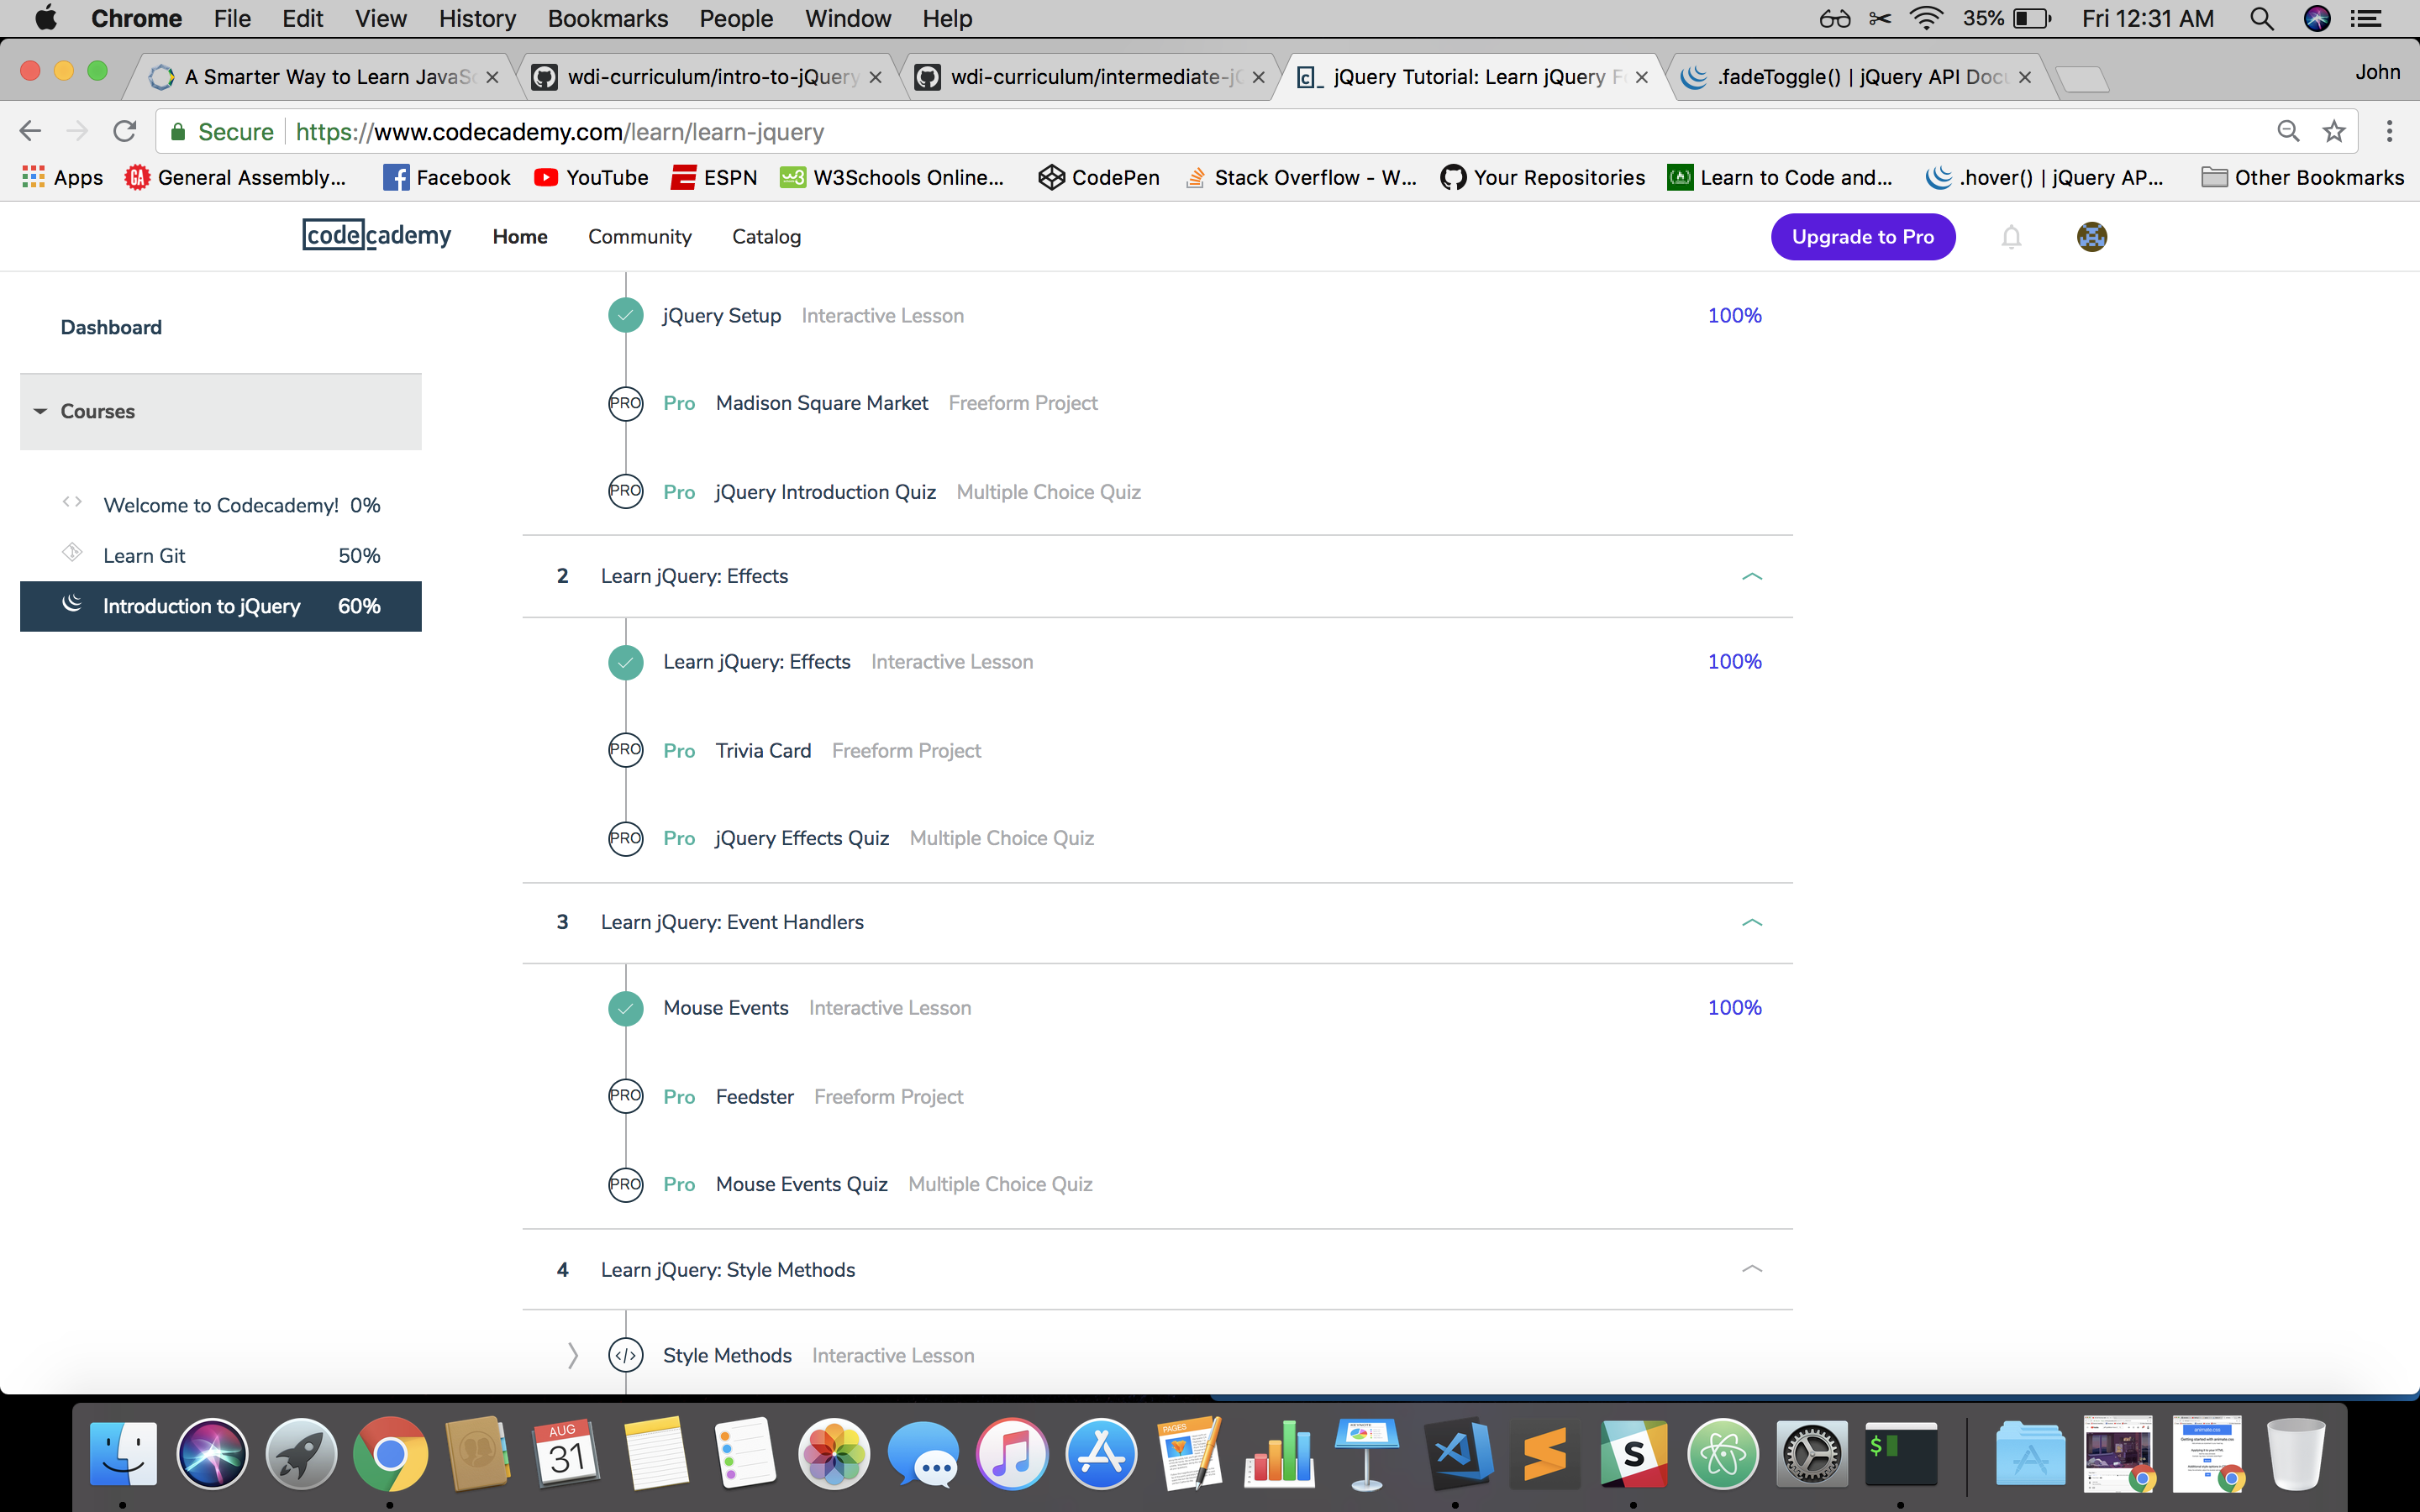 Chrome File Edit View History Bookmarks People Window Help 35% Fri 12:31 AM
A Smarter Way to Learn JavaSc wdi-curriculum/intro-to-jQuery wdi-curriculum/intermediate-jQ jQuery Tutorial: Learn jQuery F .fadeToggle() | jQuery API Doc John
Secure https://www.codecademy.com/learn/learn-jquery
Apps General Assembly... Facebook YouTube ESPN W3Schools Online... CodePen Stack Overflow - W... Your Repositories Learn to Code and... .hover() | jQuery AP... Other Bookmarks
codecademy Home Community Catalog Upgrade to Pro
Dashboard
Courses
Welcome to Codecademy! 0%
Learn Git 50%
Introduction to jQuery 60%
jQuery Setup Interactive Lesson 100%
PRO Pro Madison Square Market Freeform Project
PRO Pro jQuery Introduction Quiz Multiple Choice Quiz
2 Learn jQuery: Effects
Learn jQuery: Effects Interactive Lesson 100%
PRO Pro Trivia Card Freeform Project
PRO Pro jQuery Effects Quiz Multiple Choice Quiz
3 Learn jQuery: Event Handlers
Mouse Events Interactive Lesson 100%
PRO Pro Feedster Freeform Project
PRO Pro Mouse Events Quiz Multiple Choice Quiz
4 Learn jQuery: Style Methods
</> Style Methods Interactive Lesson
AUG
31
PAGES
KEYNOTE
S
$